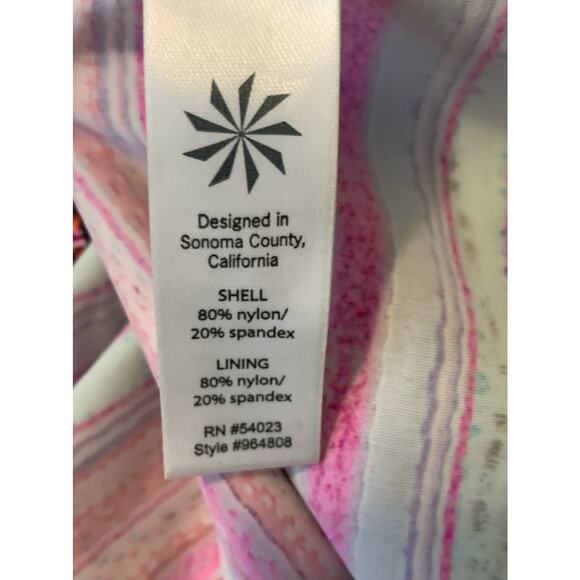 Designed in
Sonoma County,
California
SHELL
80% nylon/
20% spandex
LINING
80% nylon/
20% spandex
RN #54023
Style #964808